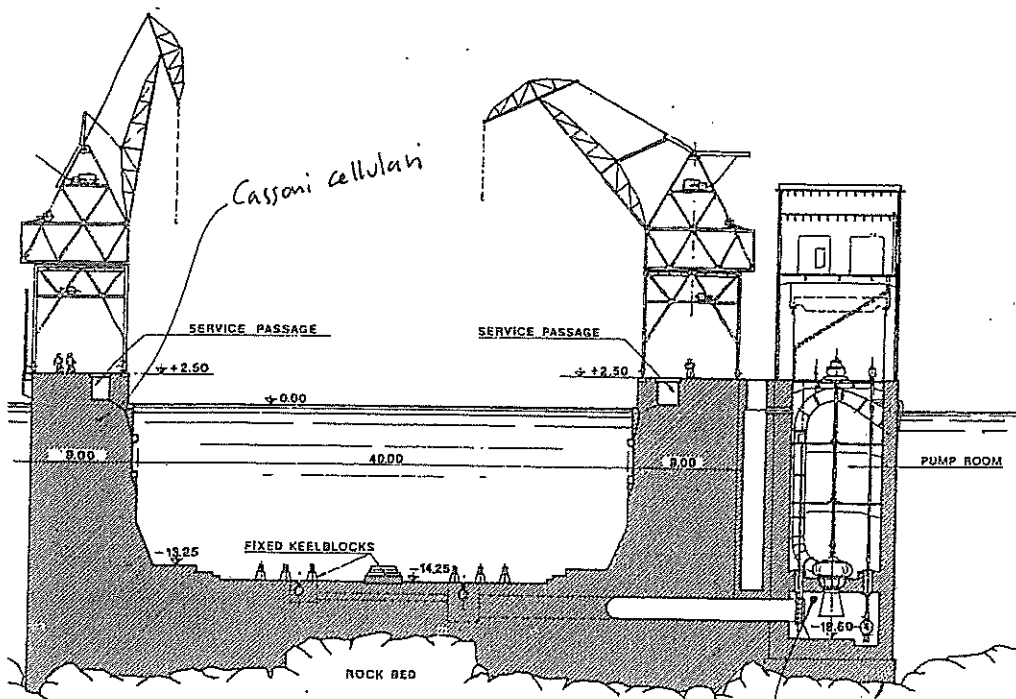 Cassoni cellulari
SERVICE PASSAGE
SERVICE PASSAGE
+2.50
+2.50
0.00
9.00
40.00
9.00
PUMP ROOM
-13.25
FIXED KEELBLOCKS
-14.25
-18.60
ROCK BED